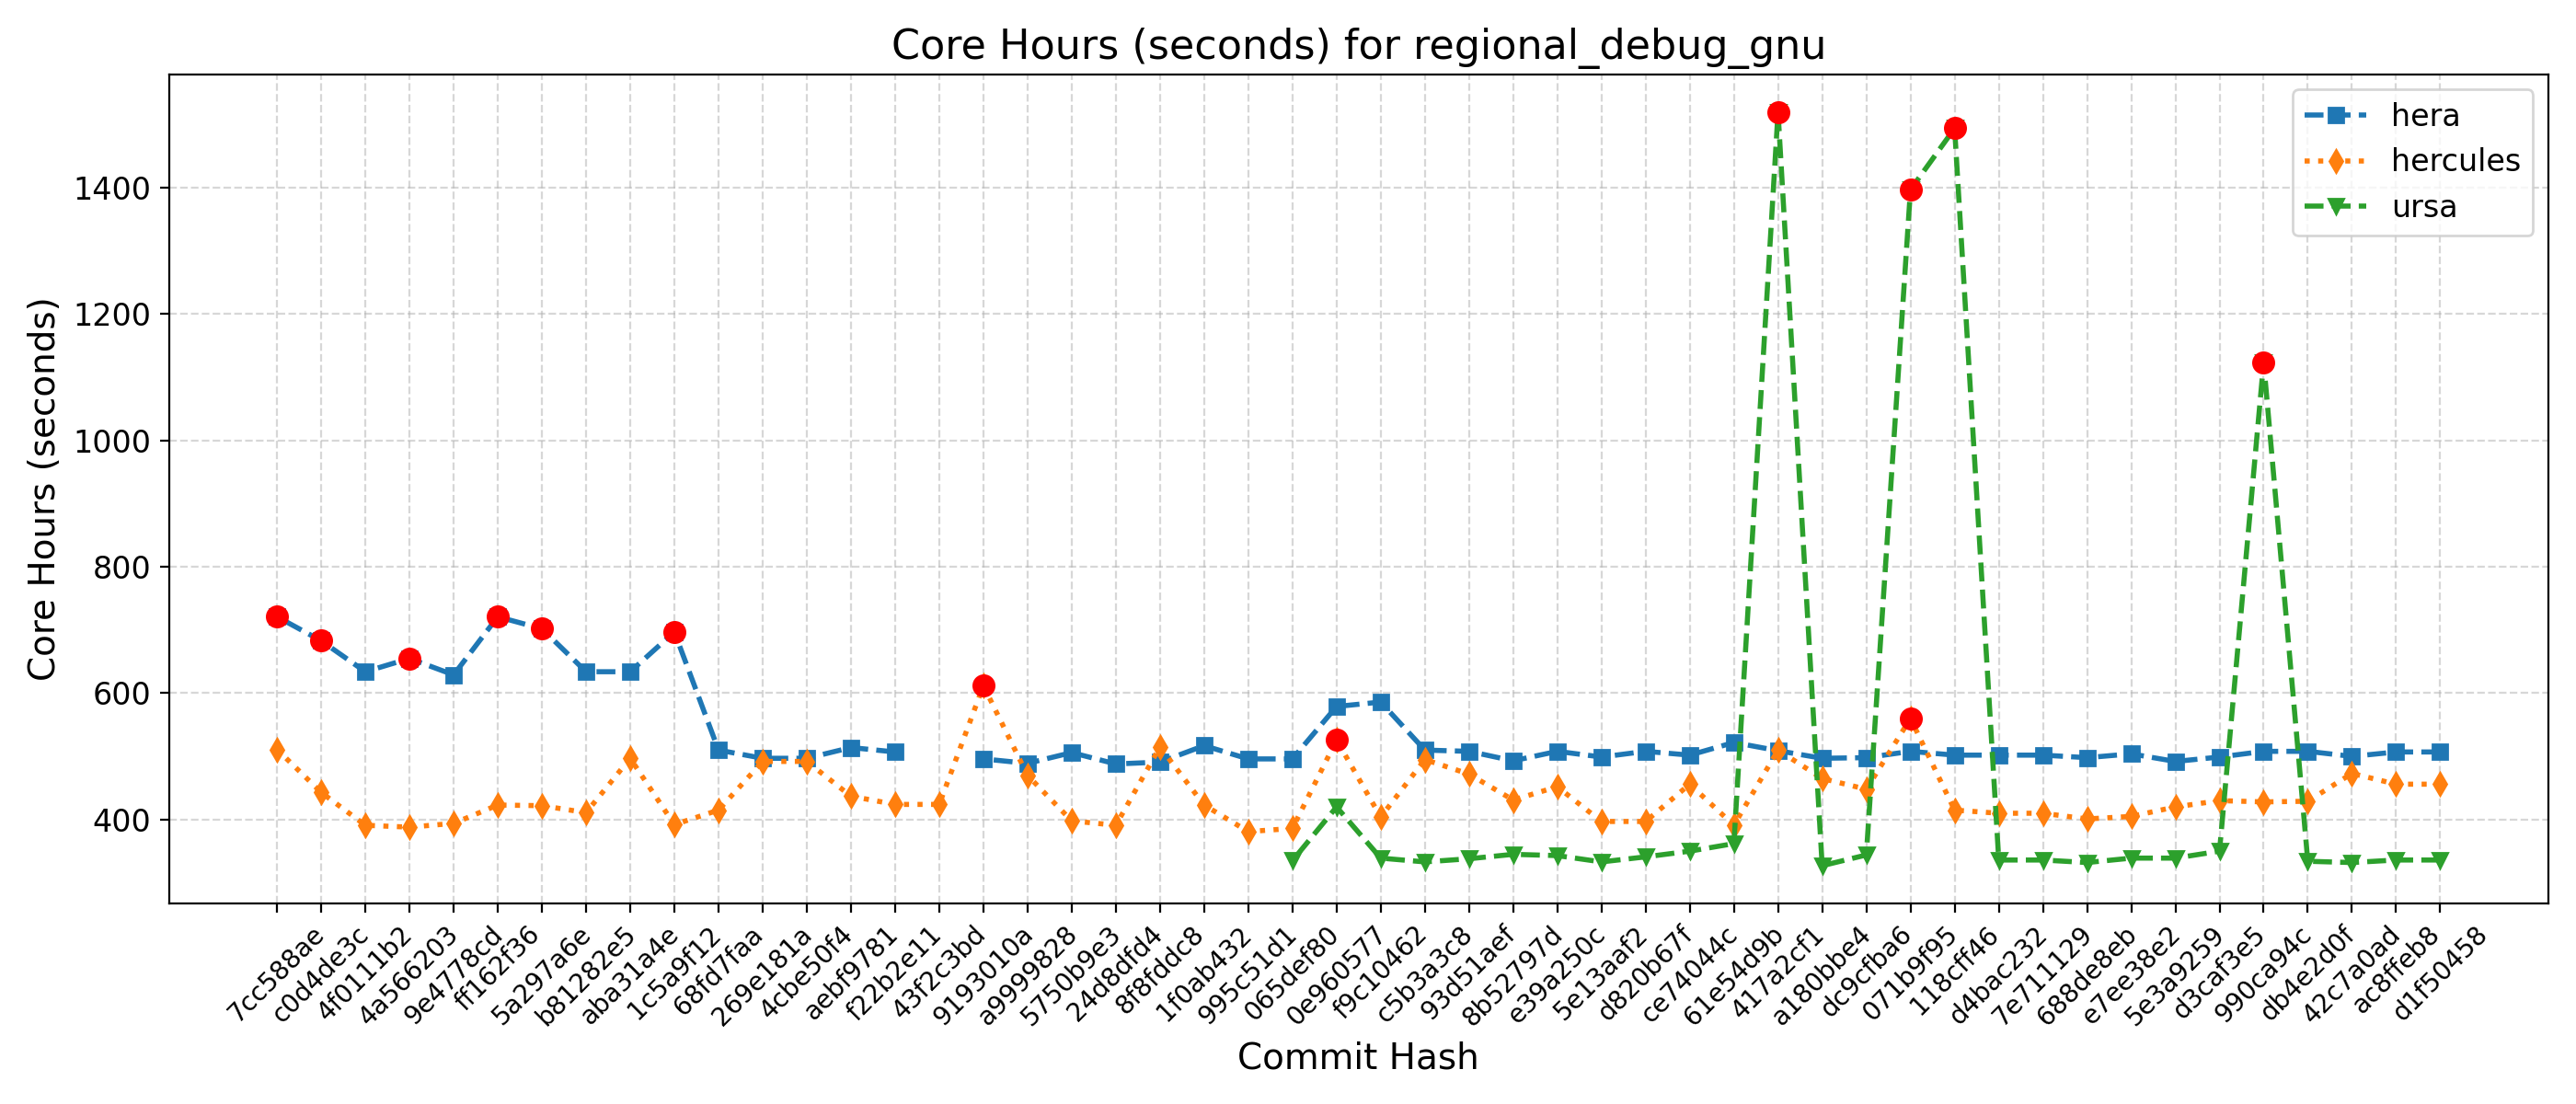 Core Hours (seconds) for regional_debug_gnu
Core Hours (seconds)
1400
1200
1000
800
600
400
hera
hercules
ursa
7cc588ae
c0d4de3c
4f0111b2
4a566203
9e4778cd
ff162f36
5a297a6e
b81282e5
aba31a4e
1c5a9f12
68fd7faa
269e181a
4cbe50f4
aebf9781
f22b2e11
43f2c3bd
9193010a
a9999828
5750b9e3
24d8dfd4
8f8fddc8
1f0ab432
995c51d1
065def80
0e960577
f9c10462
c5b3a3c8
93d51aef
8b52797d
e39a250c
5e13aaf2
d820b67f
ce74044c
61e54d9b
417a2cf1
a180bbe4
dc9cfba6
071b9f95
118cff46
d4bac232
7e711129
688de8eb
e7ee38e2
5e3a9259
d3caf3e5
990ca94c
db4e2d0f
42c7a0ad
ac8ffeb8
d1f50458
Commit Hash